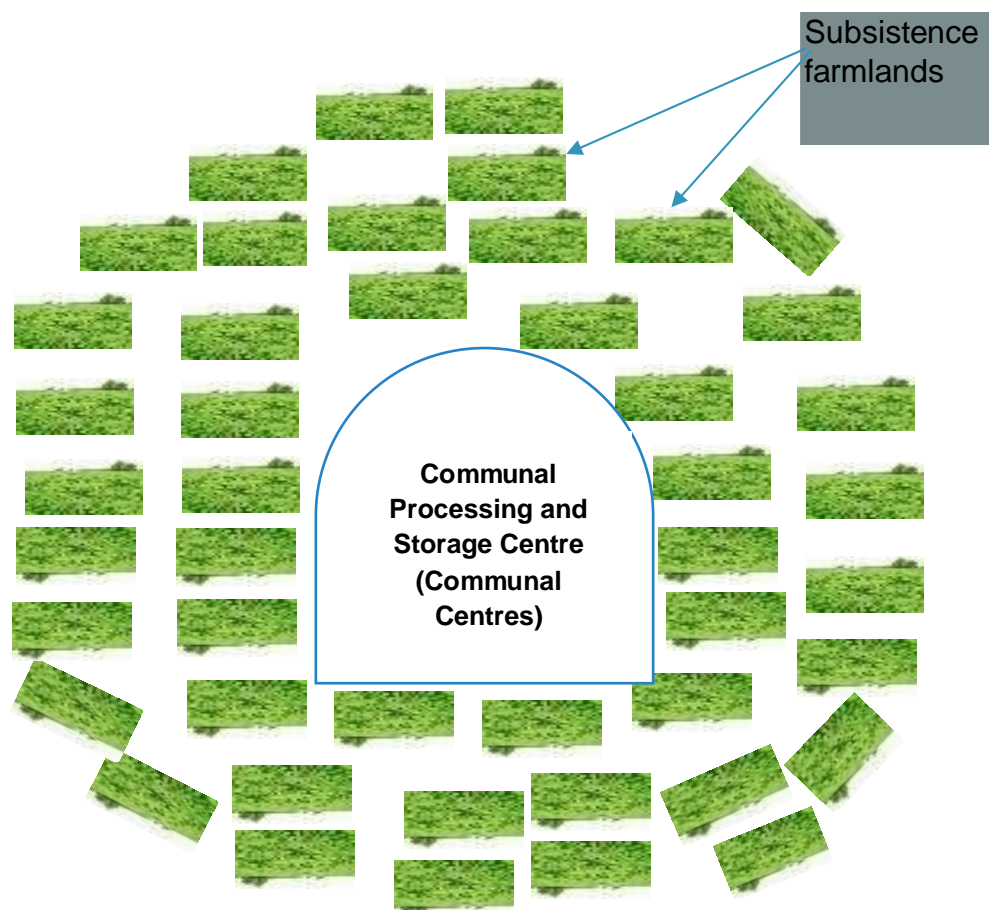 Subsistence
farmlands
Communal
Processing and
Storage Centre
(Communal
Centres)